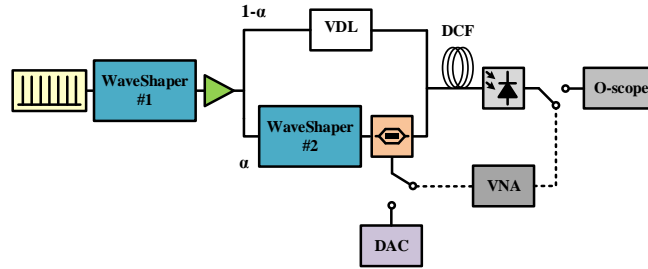 1-α
VDL
DCF
WaveShaper
#1
O-scope
WaveShaper
#2
α
VNA
DAC